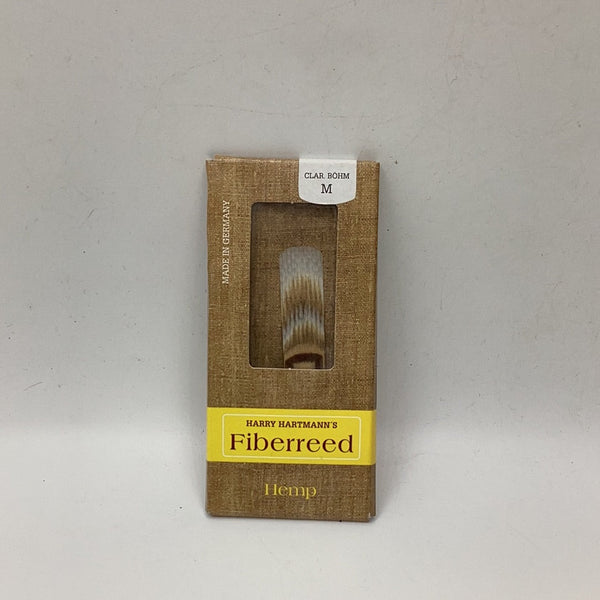 CLAR. BÖHM
M
MADE IN GERMANY
HARRY HARTMANN'S
Fiberreed
Hemp